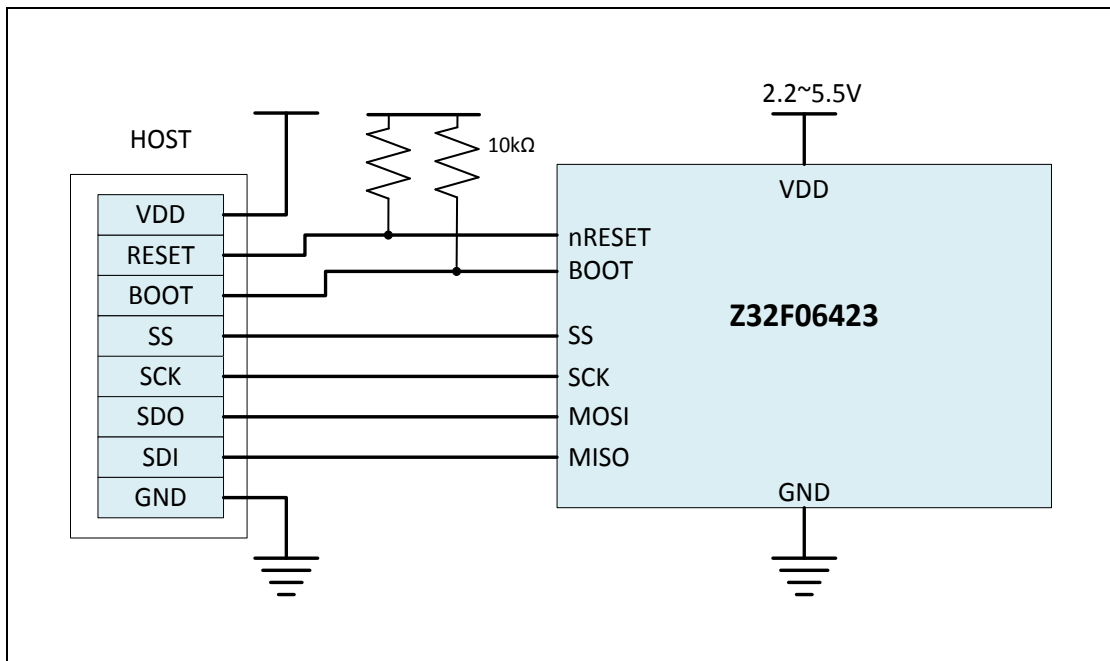 2.2~5.5V
HOST
10kΩ
VDD
VDD
nRESET
RESET
BOOT
BOOT
Z32F06423
SS
SS
SCK
SCK
SDO
MOSI
SDI
MISO
GND
GND